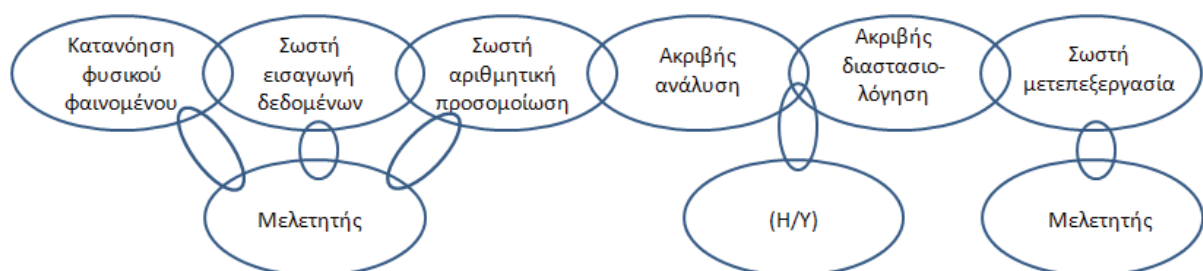 Κατανόηση
φυσικού
φαινομένου
Σωστή
εισαγωγή
δεδομένων
Σωστή
αριθμητική
προσομοίωση
Ακριβής
ανάλυση
Ακριβής
διαστασιο-
λόγηση
Σωστή
μετεπεξεργασία
Μελετητής
(Η/Υ)
Μελετητής